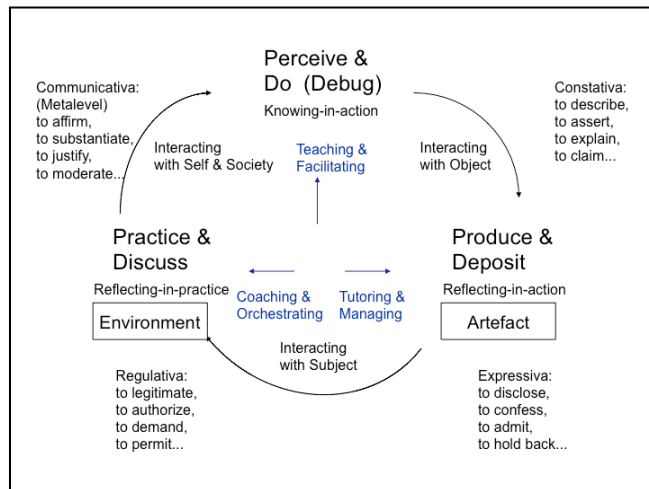 Perceive &
Do (Debug)
Knowing-in-action
Communicativa:
(Metalevel)
to affirm,
to substantiate,
to justify,
to moderate...
Constativa:
to describe,
to assert,
to explain,
to claim...
Interacting
with Self & Society
Teaching &
Facilitating
Interacting
with Object
Practice &
Discuss
Reflecting-in-practice
Environment
Produce &
Deposit
Reflecting-in-action
Artefact
Coaching &
Orchestrating
Tutoring &
Managing
Interacting
with Subject
Regulativa:
to legitimate,
to authorize,
to demand,
to permit...
Expressiva:
to disclose,
to confess,
to admit,
to hold back...